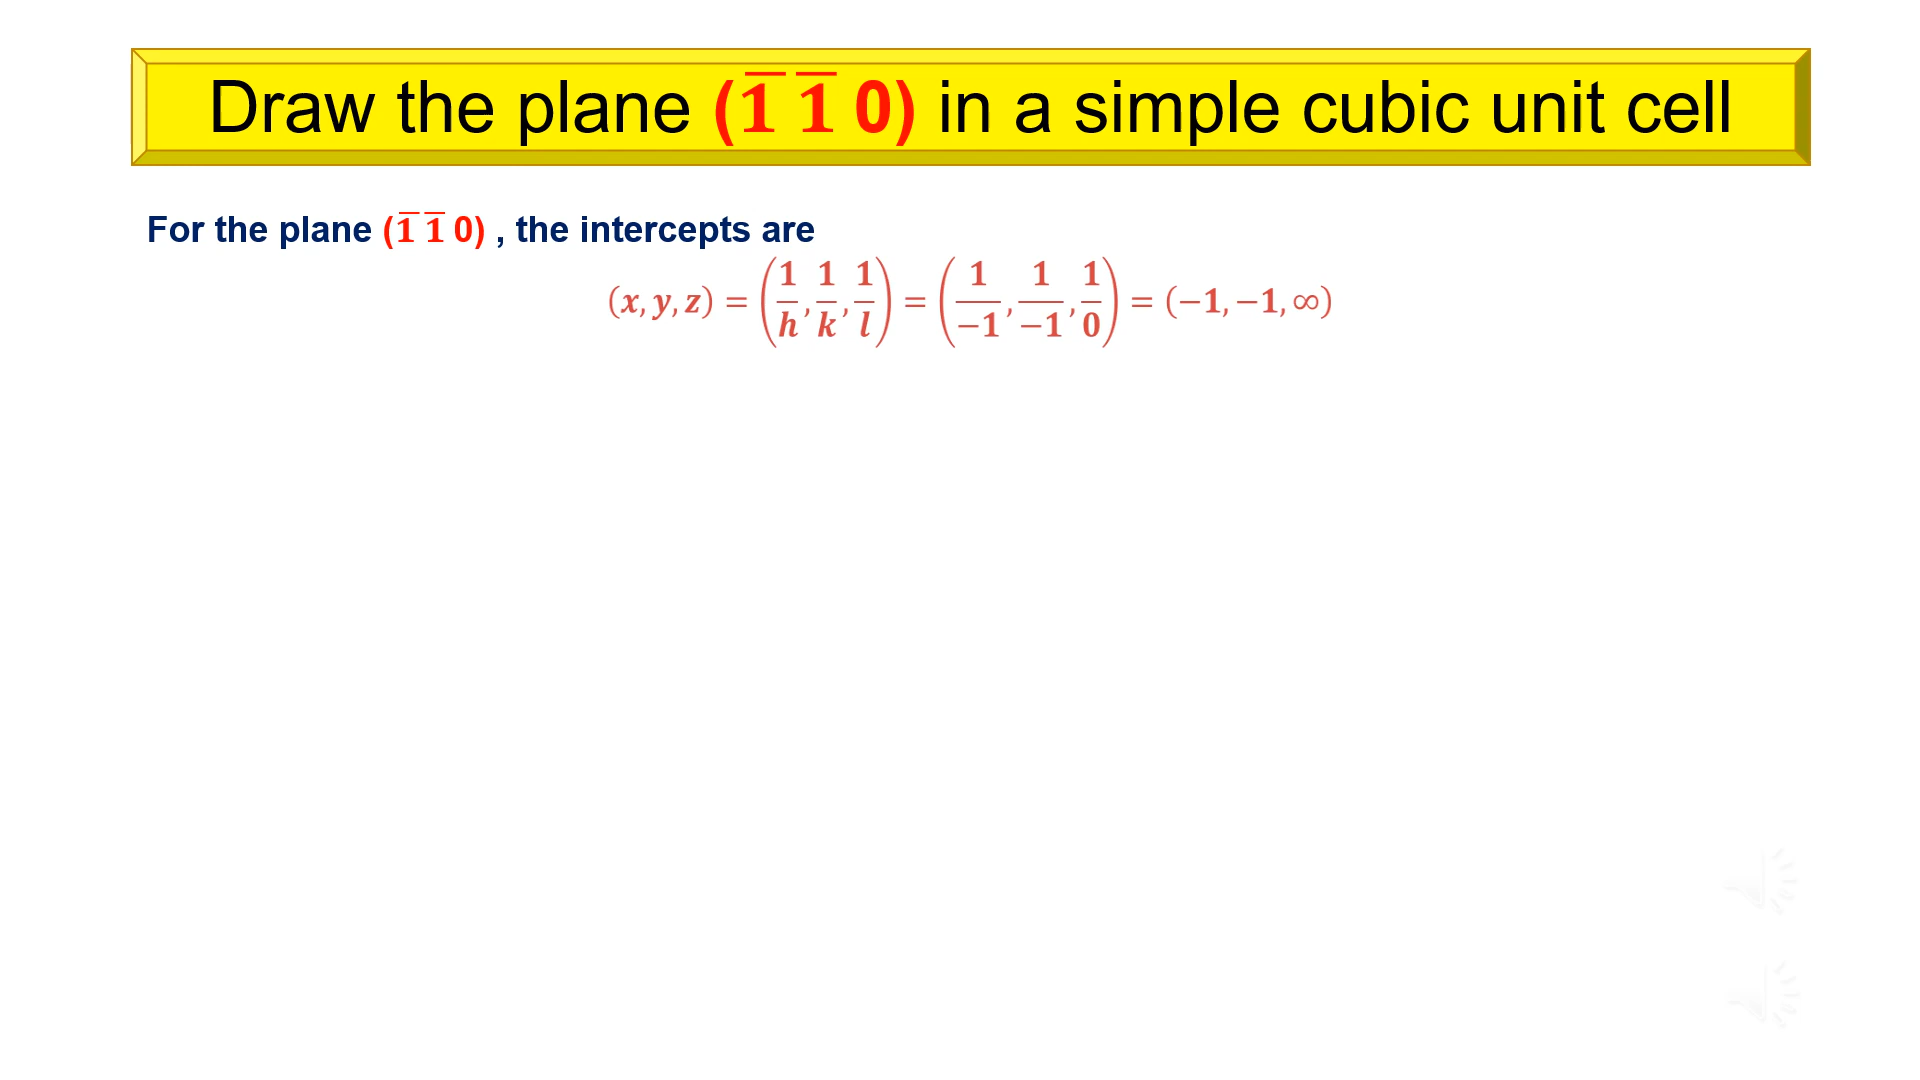 Draw the plane (1̅ 1̅ 0) in a simple cubic unit cell
For the plane (1̅ 1̅ 0) , the intercepts are
(x, y, z) = (1/h, 1/k, 1/l) = (1/−1, 1/−1, 1/0) = (−1, −1, ∞)